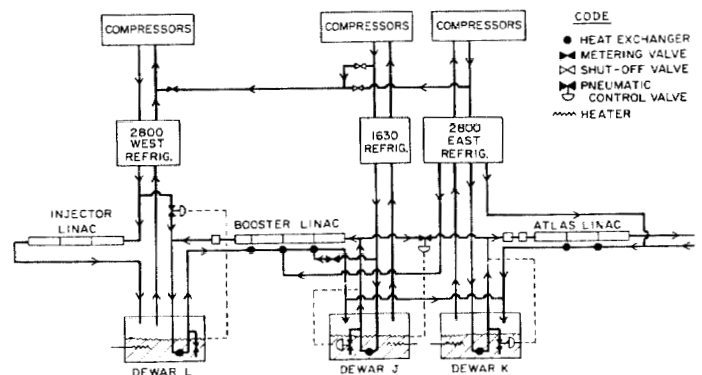 COMPRESSORS
COMPRESSORS
COMPRESSORS
CODE
HEAT EXCHANGER
METERING VALVE
SHUT-OFF VALVE
PNEUMATIC
CONTROL VALVE
HEATER
2800
WEST
REFRIG.
1630
REFRIG.
2800
EAST
REFRIG.
INJECTOR
LINAC
BOOSTER LINAC
ATLAS LINAC
DEWAR L
DEWAR J
DEWAR K